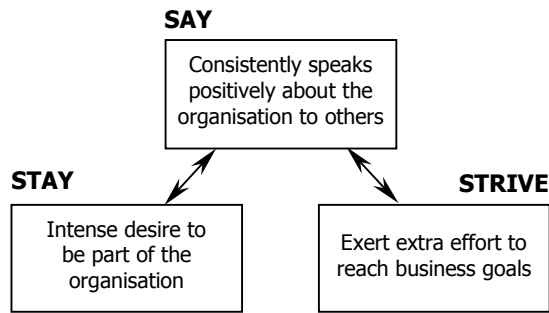 SAY
Consistently speaks
positively about the
organisation to others
STAY
Intense desire to
be part of the
organisation
STRIVE
Exert extra effort to
reach business goals